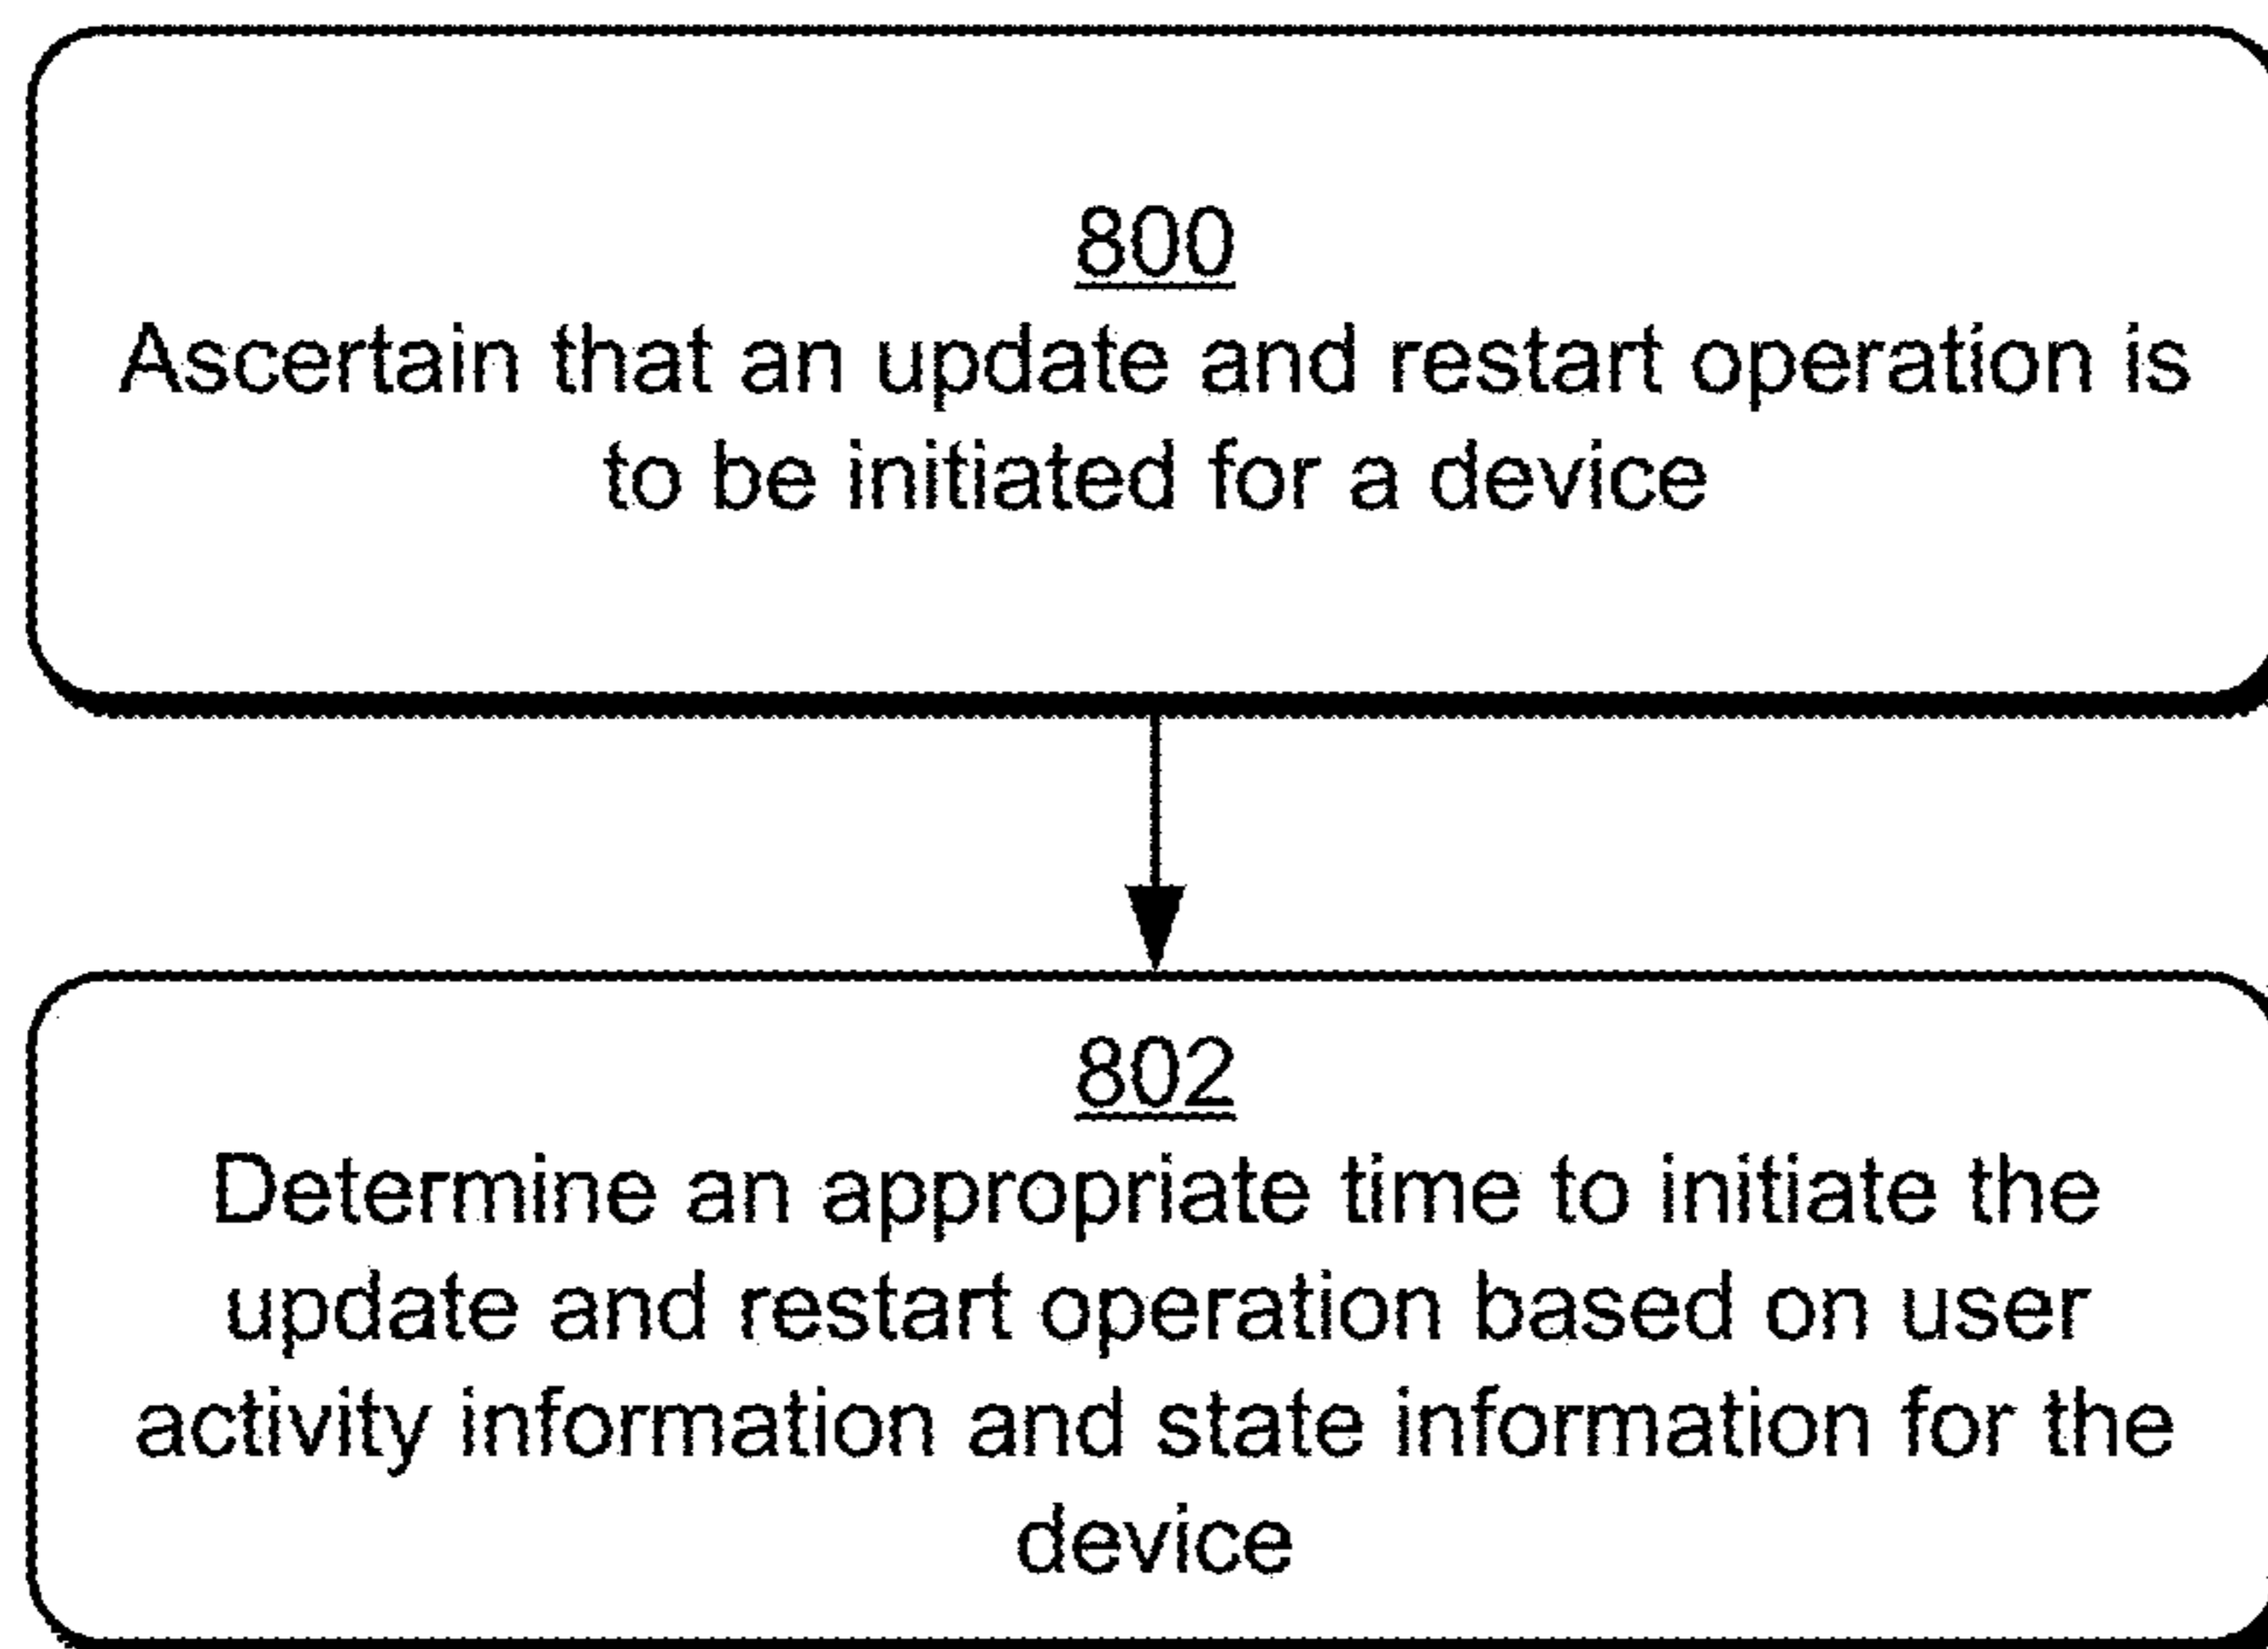 800
Ascertain that an update and restart operation is
to be initiated for a device
802
Determine an appropriate time to initiate the
update and restart operation based on user
activity information and state information for the
device